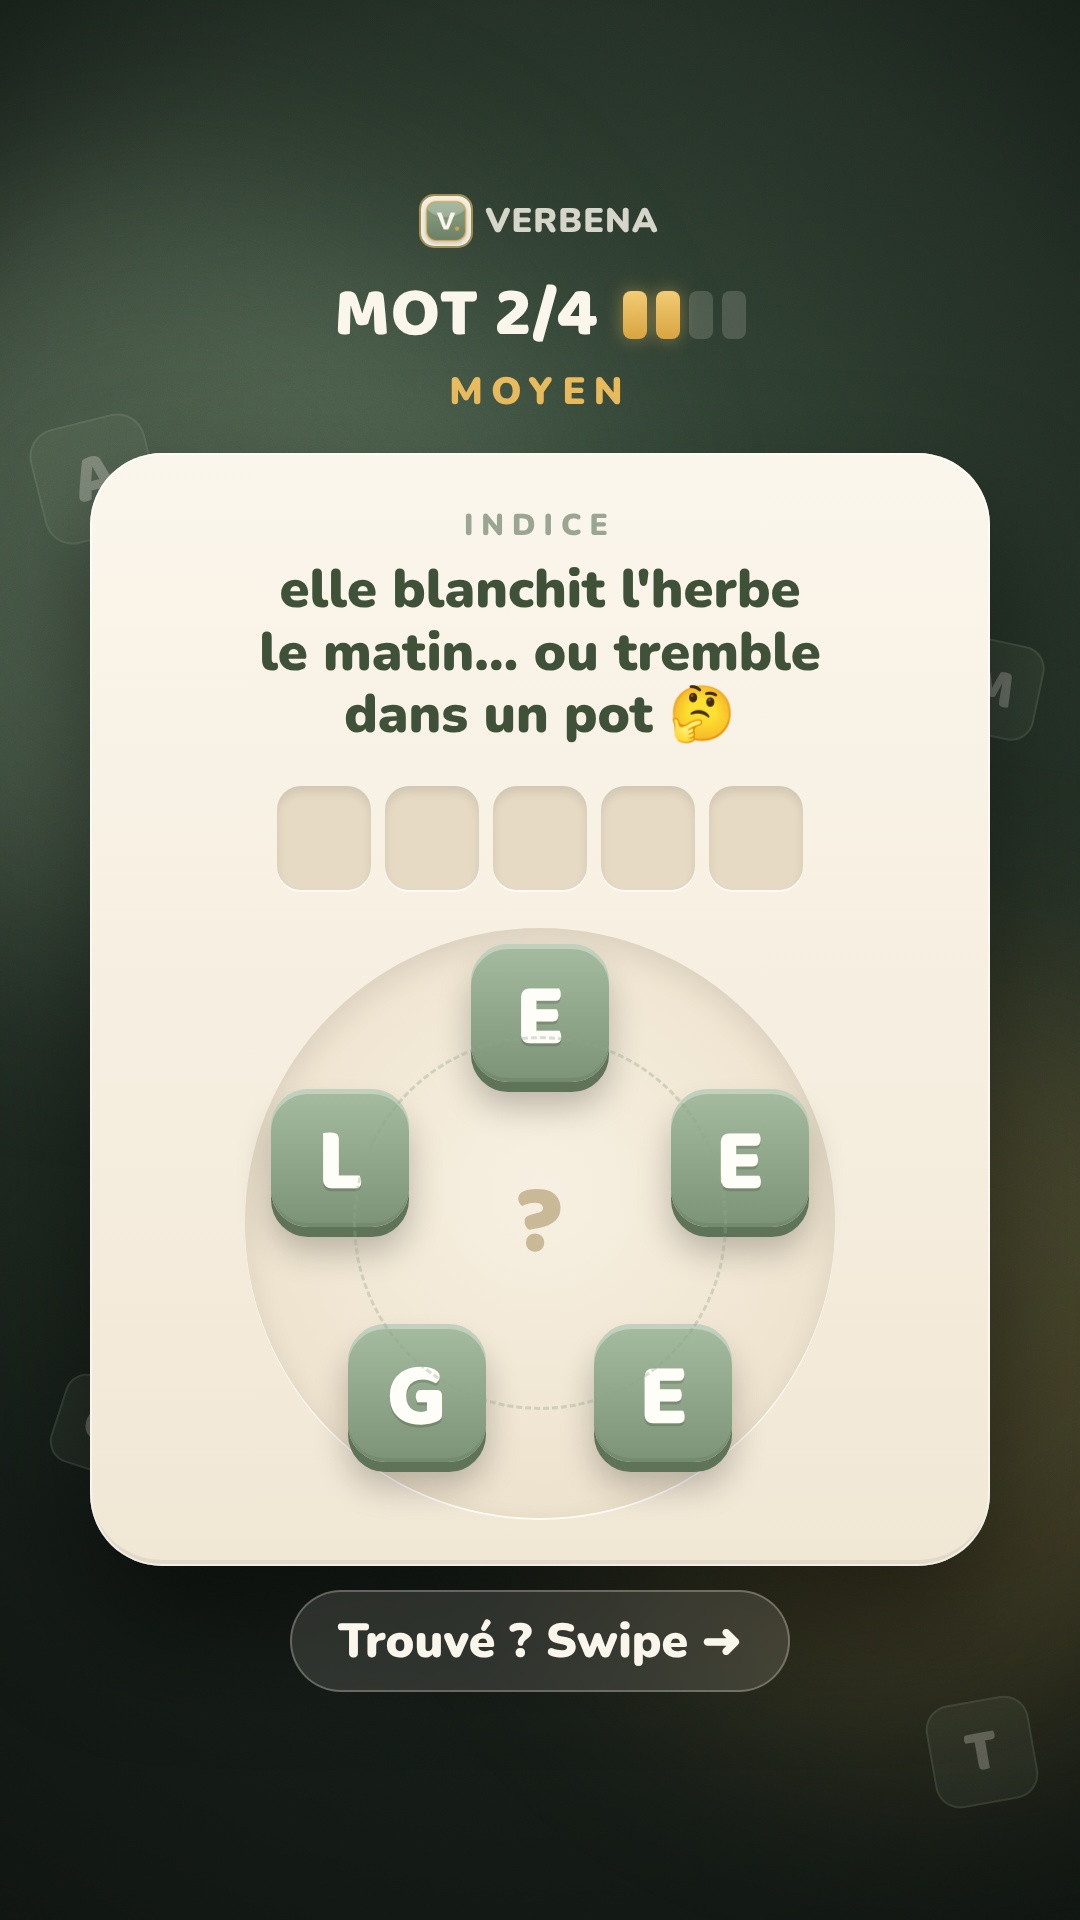 V.
VERBENA
MOT 2/4
MOYEN
A
INDICE
elle blanchit l'herbe
le matin... ou tremble
dans un pot 🤔
M
E
L
E
?
G
E
Trouvé ? Swipe ➜
T